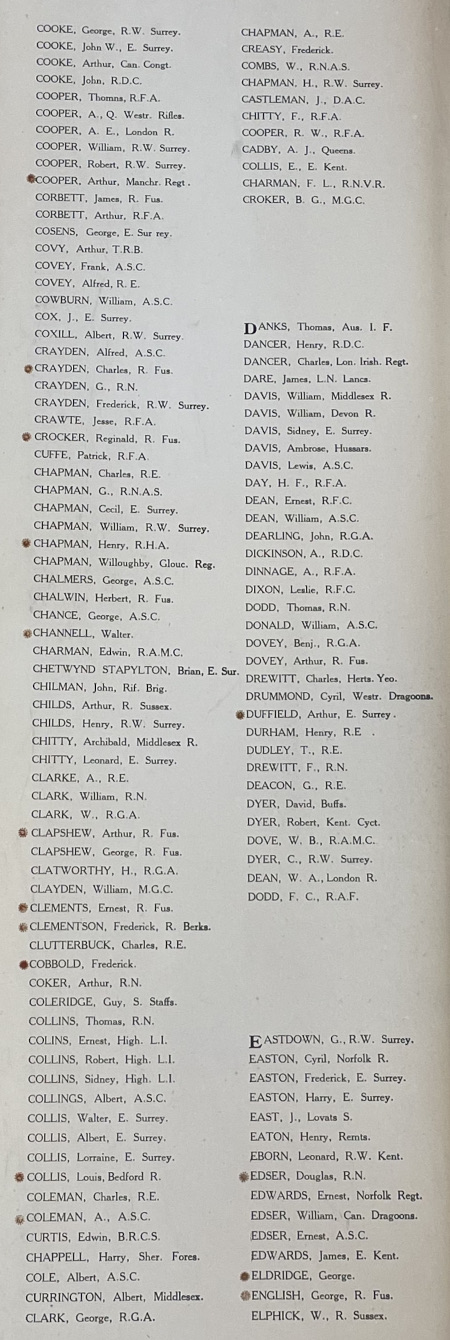 COOKE, George, R.W. Surrey.
COOKE, John W., E. Surrey.
COOKE, Arthur, Can. Congt.
COOKE, John, R.D.C.
COOPER, Thomas, R.F.A.
COOPER, A., Q. Westr. Rifles.
COOPER, A. E., London R.
COOPER, William, R.W. Surrey.
COOPER, Robert, R.W. Surrey.
COOPER, Arthur, Manchr. Regt.
CORBETT, James, R. Fus.
CORBETT, Arthur, R.F.A.
COSENS, George, E. Sur rey.
COVY, Arthur, T.R.B.
COVEY, Frank, A.S.C.
COVEY, Alfred, R. E.
COWBURN, William, A.S.C.
COX, J., E. Surrey.
COXILL, Albert, R.W. Surrey.
CRAYDEN, Alfred, A.S.C.
CRAYDEN, Charles, R. Fus.
CRAYDEN, G., R.N.
CRAYDEN, Frederick, R.W. Surrey.
CRAWTE, Jesse, R.F.A.
CROCKER, Reginald, R. Fus.
CUFFE, Patrick, R.F.A.
CHAPMAN, Charles, R.E.
CHAPMAN, G., R.N.A.S.
CHAPMAN, Cecil, E. Surrey.
CHAPMAN, William, R.W. Surrey.
CHAPMAN, Henry, R.H.A.
CHAPMAN, Willoughby, Glouc. Reg.
CHALMERS, George, A.S.C.
CHALWIN, Herbert, R. Fus.
CHANCE, George, A.S.C.
CHANNELL, Walter.
CHARMAN, Edwin, R.A.M.C.
CHETWYND STAPYLTON, Brian, E. Sur.
CHILMAN, John, Rif. Brig.
CHILDS, Arthur, R. Sussex.
CHILDS, Henry, R.W. Surrey.
CHITTY, Archibald, Middlesex R.
CHITTY, Leonard, E. Surrey.
CLARKE, A., R.E.
CLARK, William, R.N.
CLARK, W., R.G.A.
CLAPSHEW, Arthur, R. Fus.
CLAPSHEW, George, R. Fus.
CLATWORTHY, H., R.G.A.
CLAYDEN, William, M.G.C.
CLEMENTS, Ernest, R. Fus.
CLEMENTSON, Frederick, R. Berks.
CLUTTERBUCK, Charles, R.E.
COBBOLD, Frederick.
COKER, Arthur, R.N.
COLERIDGE, Guy, S. Staffs.
COLLINS, Thomas, R.N.
COLINS, Ernest, High. L.I.
COLLINS, Robert, High. L.I.
COLLINS, Sidney, High. L.I.
COLLINGS, Albert, A.S.C.
COLLIS, Walter, E. Surrey.
COLLIS, Albert, E. Surrey.
COLLIS, Lorraine, E. Surrey.
COLLIS, Louis, Bedford R.
COLEMAN, Charles, R.E.
COLEMAN, A., A.S.C.
CURTIS, Edwin, B.R.C.S.
CHAPPELL, Harry, Sher. Fores.
COLE, Albert, A.S.C.
CURRINGTON, Albert, Middlesex.
CLARK, George, R.G.A.
CHAPMAN, A., R.E.
CREASY, Frederick.
COMBS, W., R.N.A.S.
CHAPMAN, H., R.W. Surrey.
CASTLEMAN, J., D.A.C.
CHITTY, F., R.F.A.
COOPER, R. W., R.F.A.
CADBY, A. J., Queens.
COLLIS, E., E. Kent.
CHARMAN, F. L., R.N.V.R.
CROKER, B. G., M.G.C.
DANKS, Thomas, Aus. I. F.
DANCER, Henry, R.D.C.
DANCER, Charles, Lon. Irish. Regt.
DARE, James, L.N. Lancs.
DAVIS, William, Middlesex R.
DAVIS, William, Devon R.
DAVIS, Sidney, E. Surrey.
DAVIS, Ambrose, Hussars.
DAVIS, Lewis, A.S.C.
DAY, H. F., R.F.A.
DEAN, Ernest, R.F.C.
DEAN, William, A.S.C.
DEARLING, John, R.G.A.
DICKINSON, A., R.D.C.
DINNAGE, A., R.F.A.
DIXON, Leslie, R.F.C.
DODD, Thomas, R.N.
DONALD, William, A.S.C.
DOVEY, Benj., R.G.A.
DOVEY, Arthur, R. Fus.
DREWITT, Charles, Herts. Yeo.
DRUMMOND, Cyril, Westr. Dragoons.
DUFFIELD, Arthur, E. Surrey.
DURHAM, Henry, R.E .
DUDLEY, T., R.E.
DREWITT, F., R.N.
DEACON, G., R.E.
DYER, David, Buffs.
DYER, Robert, Kent. Cyct.
DOVE, W. B., R.A.M.C.
DYER, C., R.W. Surrey.
DEAN, W. A., London R.
DODD, F. C., R.A.F.
EASTDOWN, G., R.W. Surrey.
EASTON, Cyril, Norfolk R.
EASTON, Frederick, E. Surrey.
EASTON, Harry, E. Surrey.
EAST, J., Lovats S.
EATON, Henry, Remts.
EBORN, Leonard, R.W. Kent.
EDSER, Douglas, R.N.
EDWARDS, Ernest, Norfolk Regt.
EDSER, William, Can. Dragoons.
EDSER, Ernest, A.S.C.
EDWARDS, James, E. Kent.
ELDRIDGE, George.
ENGLISH, George, R. Fus.
ELPHICK, W., R. Sussex.